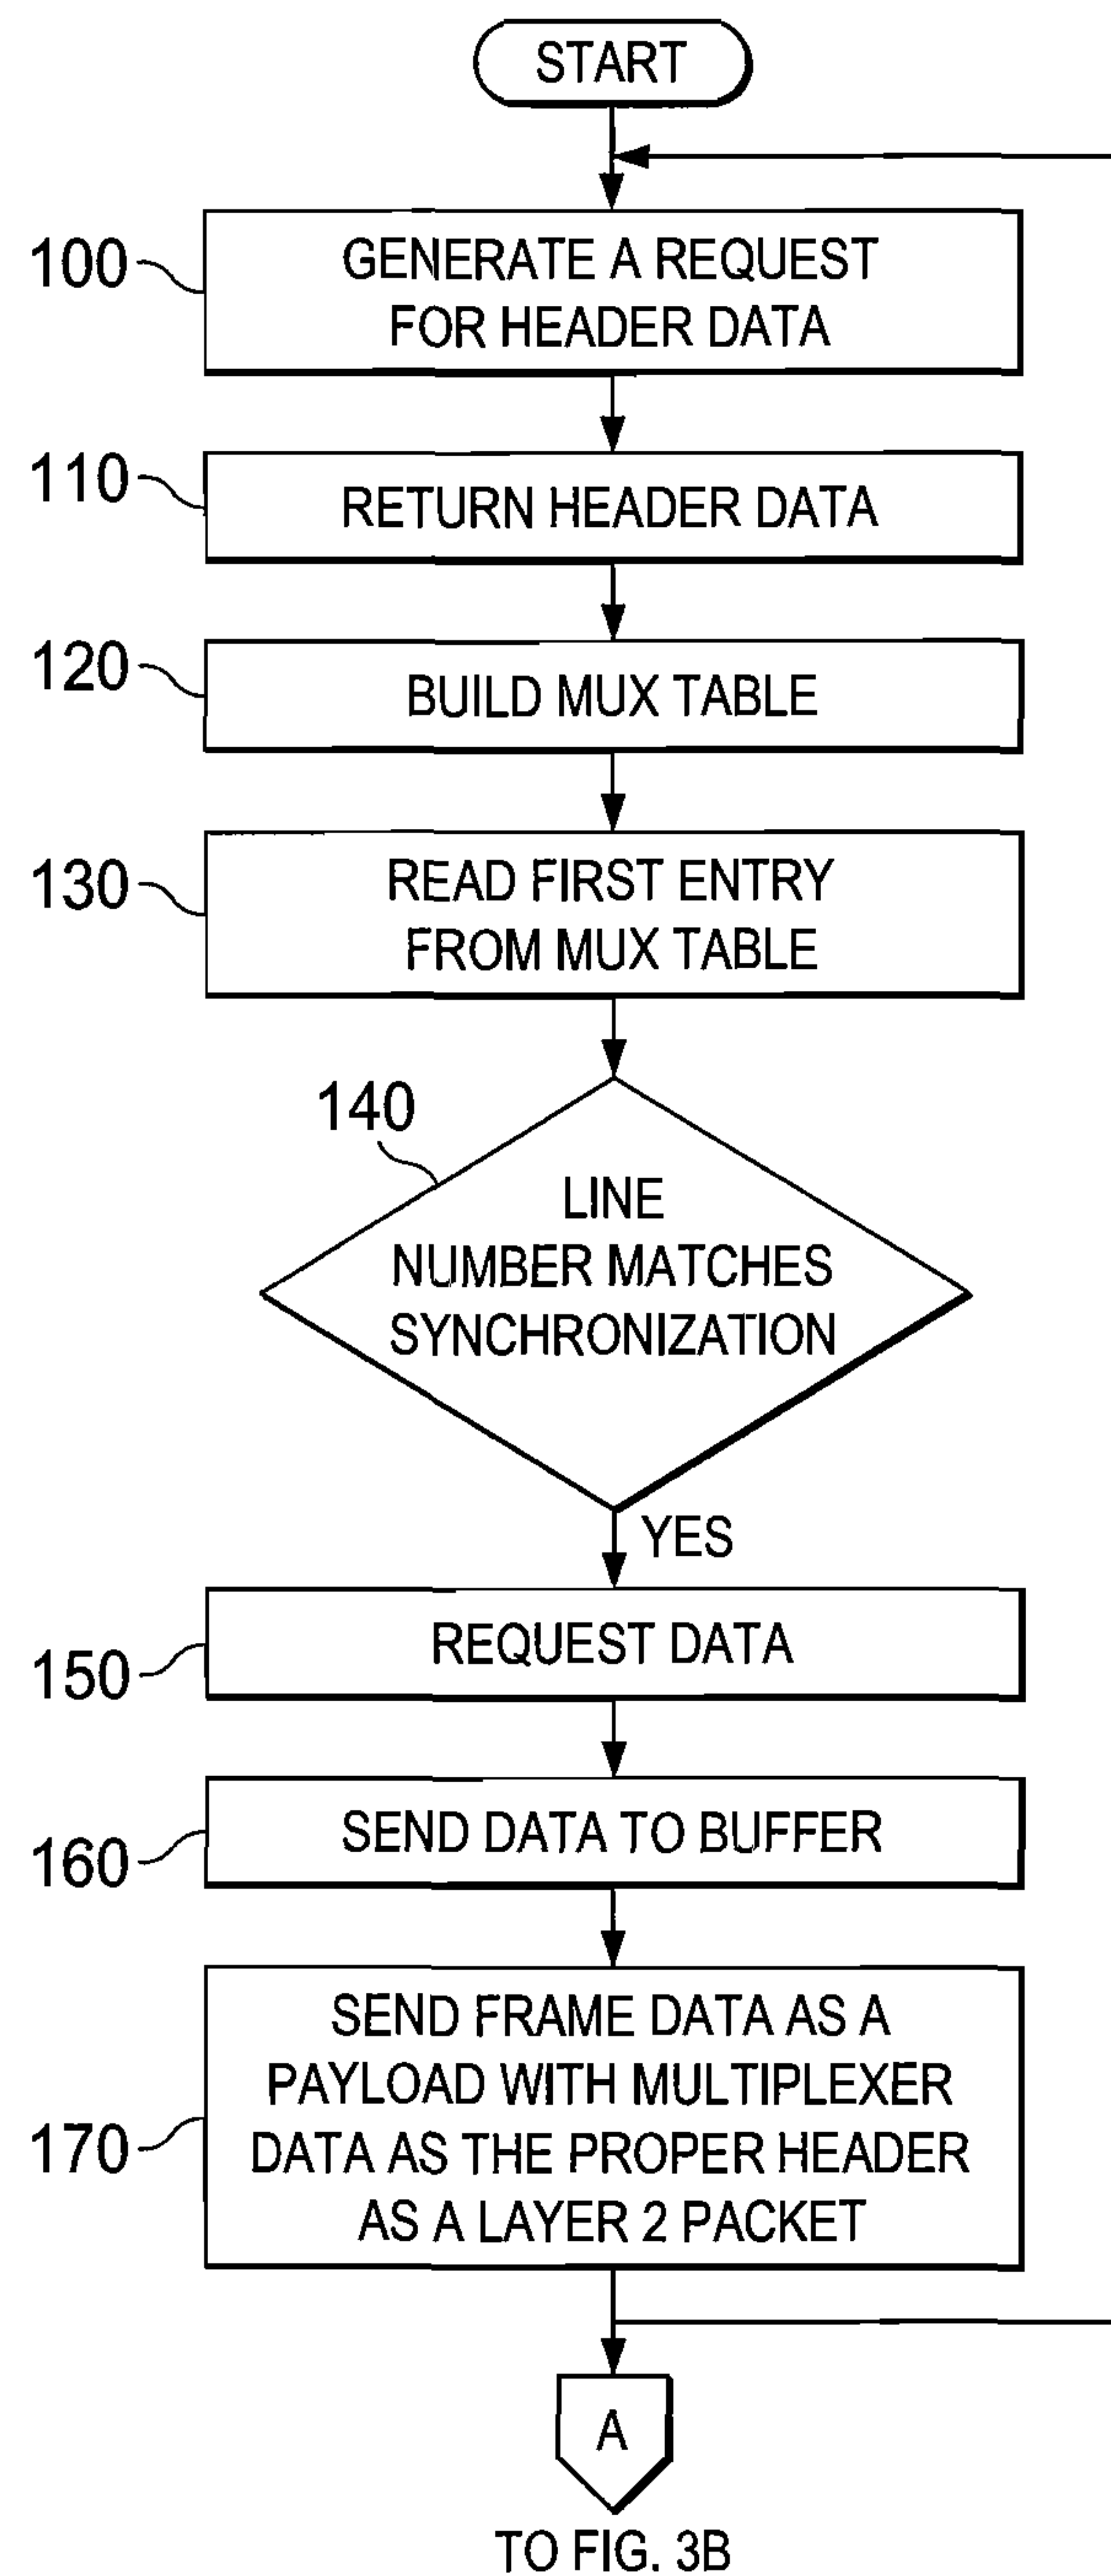 START
100
GENERATE A REQUEST
FOR HEADER DATA
110
RETURN HEADER DATA
120
BUILD MUX TABLE
130
READ FIRST ENTRY
FROM MUX TABLE
140
LINE
NUMBER MATCHES
SYNCHRONIZATION
YES
150
REQUEST DATA
160
SEND DATA TO BUFFER
170
SEND FRAME DATA AS A
PAYLOAD WITH MULTIPLEXER
DATA AS THE PROPER HEADER
AS A LAYER 2 PACKET
A
TO FIG. 3B